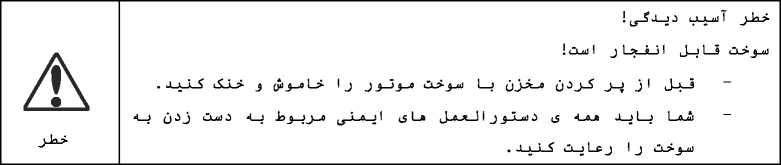 خطر آسیب دیدگی!
سوخت قابل انفجار است!
- قبل از پر کردن مخزن با سوخت موتور را خاموش و خنک کنید.
- شما باید همه ی دستورالعمل های ایمنی مربوط به دست زدن به
سوخت را رعایت کنید.
خطر